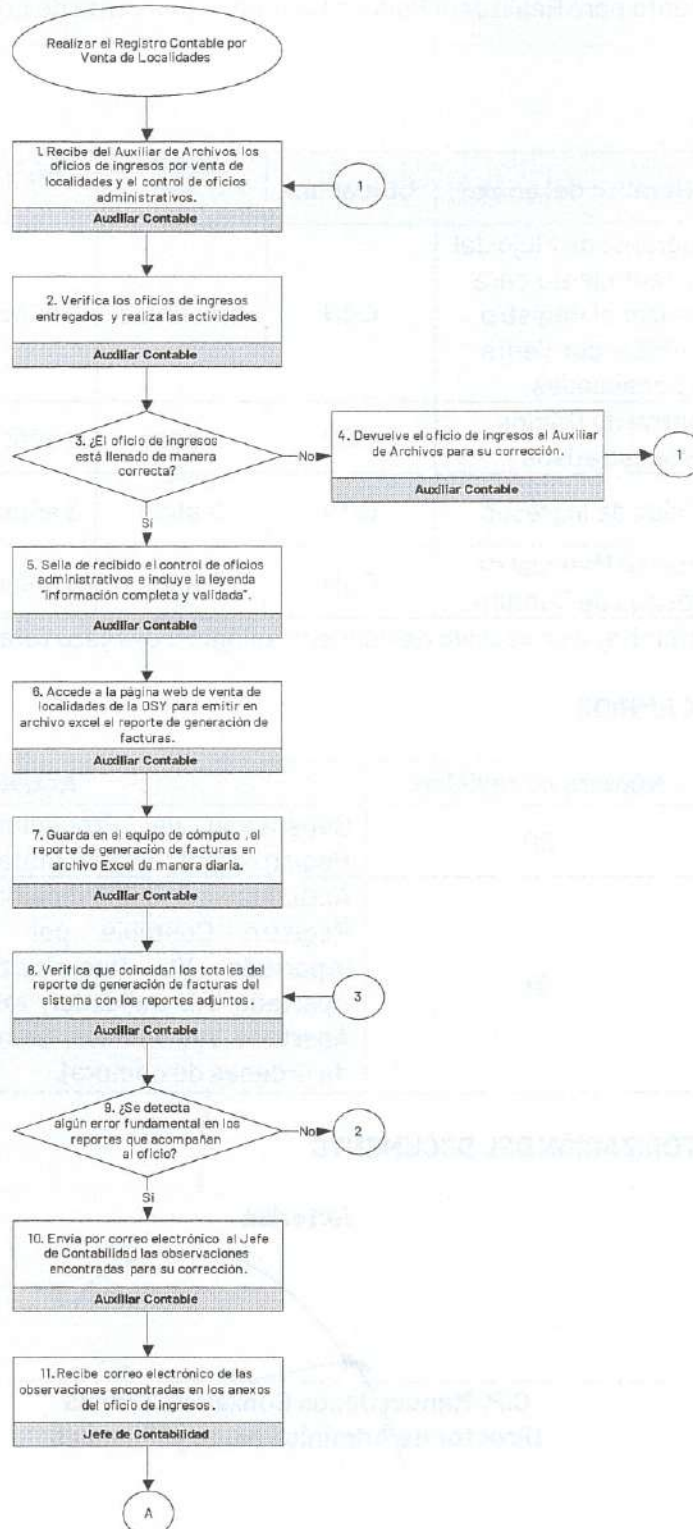 Realizar el Registro Contable por
Venta de Localidades
1. Recibe del Auxiliar de Archivos, los
oficios de ingresos por venta de
localidades y el control de oficios
administrativos.
Auxiliar Contable
1
2. Verifica los oficios de ingresos
entregados y realiza las actividades
Auxiliar Contable
3. ¿El oficio de ingresos
está llenado de manera
correcta?
No
4. Devuelve el oficio de ingresos al Auxiliar
de Archivos para su corrección.
Auxiliar Contable
1
Sí
5. Sella de recibido el control de oficios
administrativos e incluye la leyenda
"información completa y validada".
Auxiliar Contable
6. Accede a la página web de venta de
localidades de la OSY para emitir en
archivo excel el reporte de generación de
facturas.
Auxiliar Contable
7. Guarda en el equipo de cómputo , el
reporte de generación de facturas en
archivo Excel de manera diaria.
Auxiliar Contable
8. Verifica que coincidan los totales del
reporte de generación de facturas del
sistema con los reportes adjuntos.
Auxiliar Contable
3
9. ¿Se detecta
algún error fundamental en los
reportes que acompañan
al oficio?
No
2
Sí
10. Envía por correo electrónico al Jefe
de Contabilidad las observaciones
encontradas para su corrección.
Auxiliar Contable
11. Recibe correo electrónico de las
observaciones encontradas en los anexos
del oficio de ingresos.
Jefe de Contabilidad
A